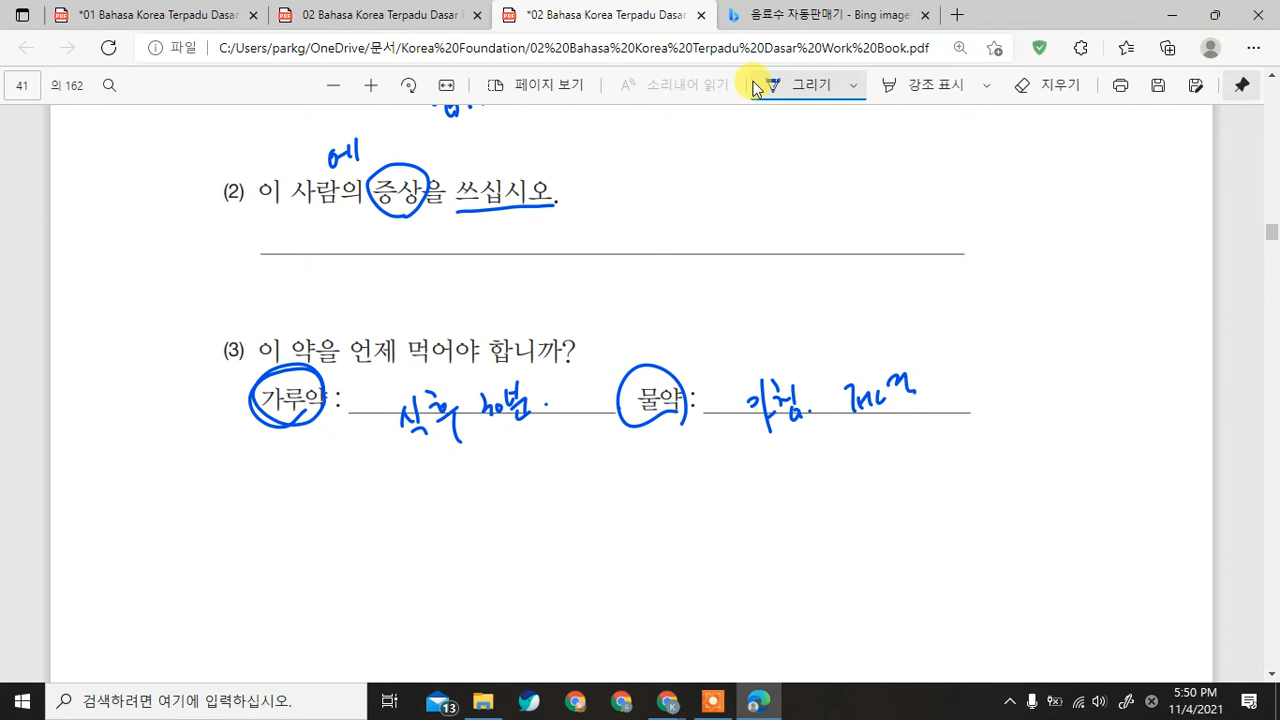 *01 Bahasa Korea Terpadu Dasar
02 Bahasa Korea Terpadu Dasar
*02 Bahasa Korea Terpadu Dasar
음료수 자동판매기 - Bing images
파일 C:/Users/parkg/OneDrive/문서/Korea%20Foundation/02%20Bahasa%20Korea%20Terpadu%20Dasar%20Work%20Book.pdf
41 의 162 페이지 보기 소리내어 읽기 그리기 강조 표시 지우기
에
(2) 이 사람의 증상을 쓰십시오.
(3) 이 약을 언제 먹어야 합니까?
가루약 : 식후 30분. 물약 :
검색하려면 여기에 입력하십시오.
13
5:50 PM
11/4/2021